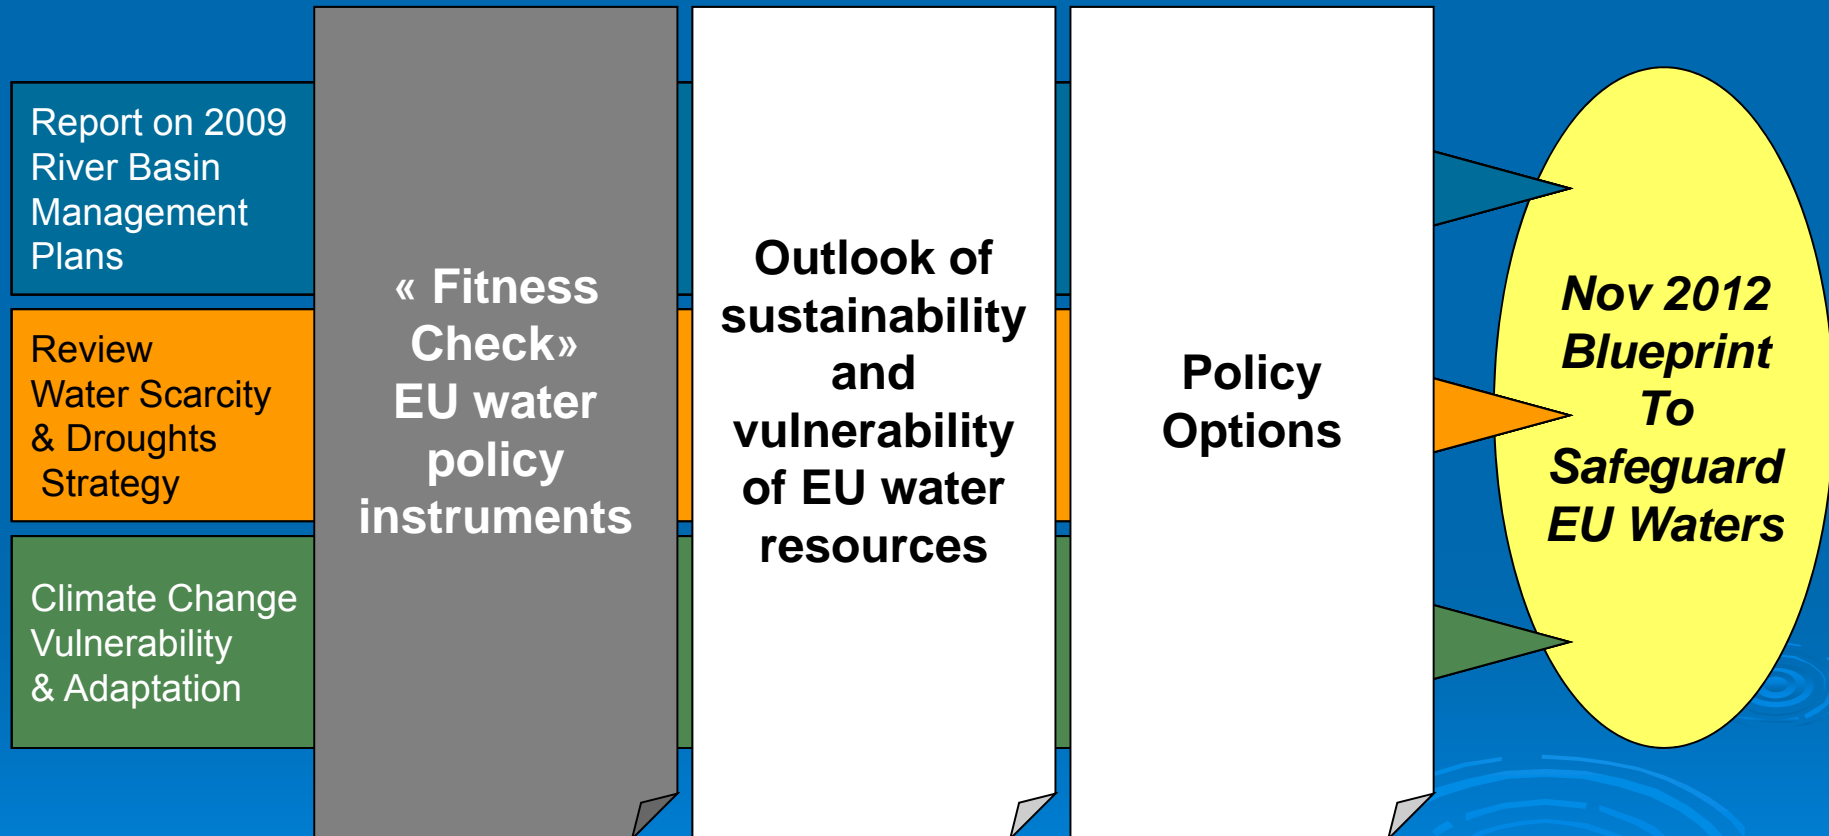 Report on 2009
River Basin
Management
Plans
Review
Water Scarcity
& Droughts
Strategy
Climate Change
Vulnerability
& Adaptation
« Fitness
Check»
EU water
policy
instruments
Outlook of
sustainability
and
vulnerability
of EU water
resources
Policy
Options
Nov 2012
Blueprint
To
Safeguard
EU Waters